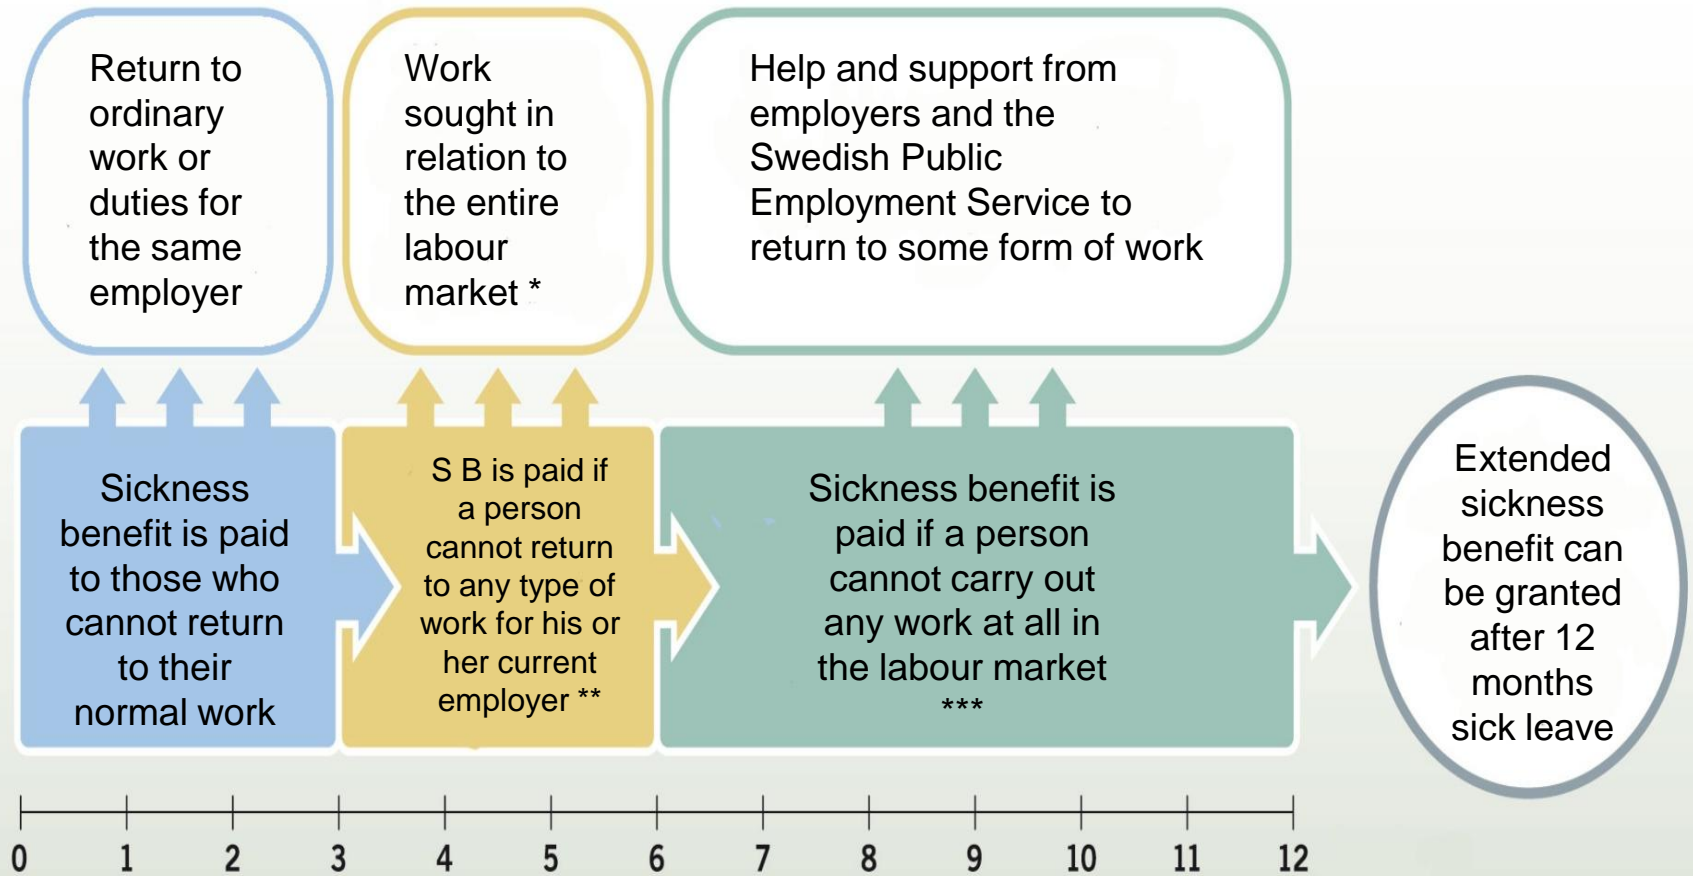 Return to
ordinary
work or
duties for
the same
employer
Work
sought in
relation to
the entire
labour
market *
Help and support from
employers and the
Swedish Public
Employment Service to
return to some form of work
Sickness
benefit is paid
to those who
cannot return
to their
normal work
S B is paid if
a person
cannot return
to any type of
work for his or
her current
employer **
Sickness benefit is
paid if a person
cannot carry out
any work at all in
the labour market
***
Extended
sickness
benefit can
be granted
after 12
months
sick leave
0 1 2 3 4 5 6 7 8 9 10 11 12